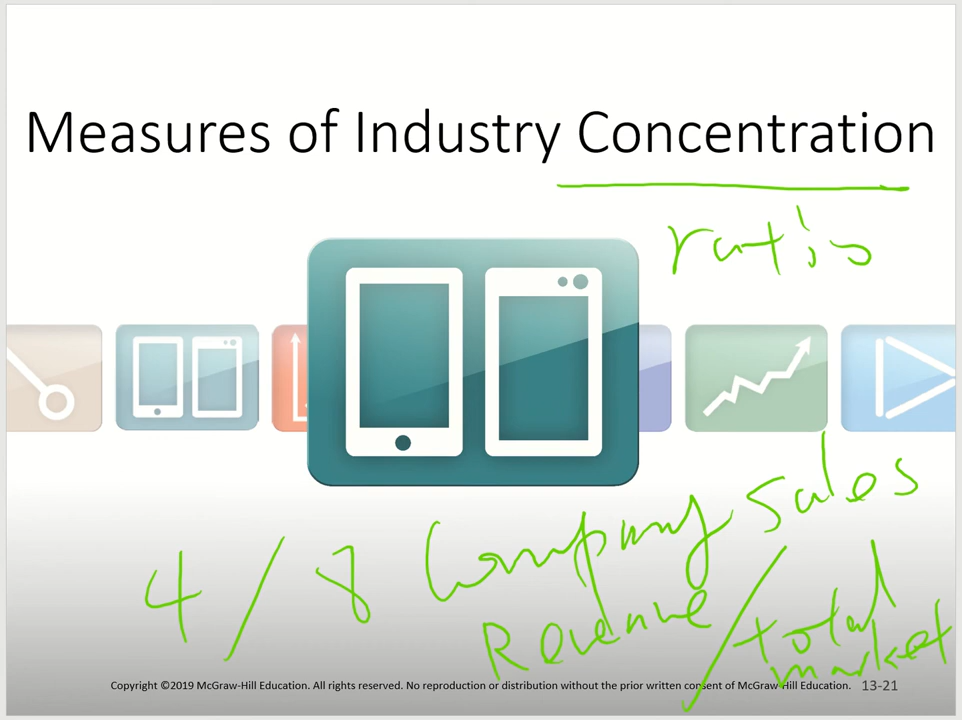 Measures of Industry Concentration
ratio
4/8 Company Sales
Revenue / total
market
Copyright ©2019 McGraw-Hill Education. All rights reserved. No reproduction or distribution without the prior written consent of McGraw-Hill Education. 13-21